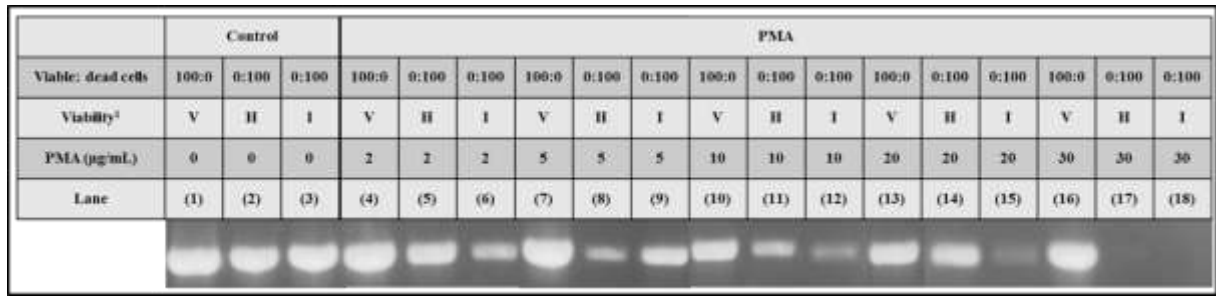 Control PMA
Viable: dead cells 100:0 0:100 0:100 100:0 0:100 0:100 100:0 0:100 0:100 100:0 0:100 0:100 100:0 0:100 0:100 100:0 0:100 0:100
Viability¹ V H I V H I V H I V H I V H I V H I
PMA (µg/mL) 0 0 0 2 2 2 5 5 5 10 10 10 20 20 20 30 30 30
Lane (1) (2) (3) (4) (5) (6) (7) (8) (9) (10) (11) (12) (13) (14) (15) (16) (17) (18)